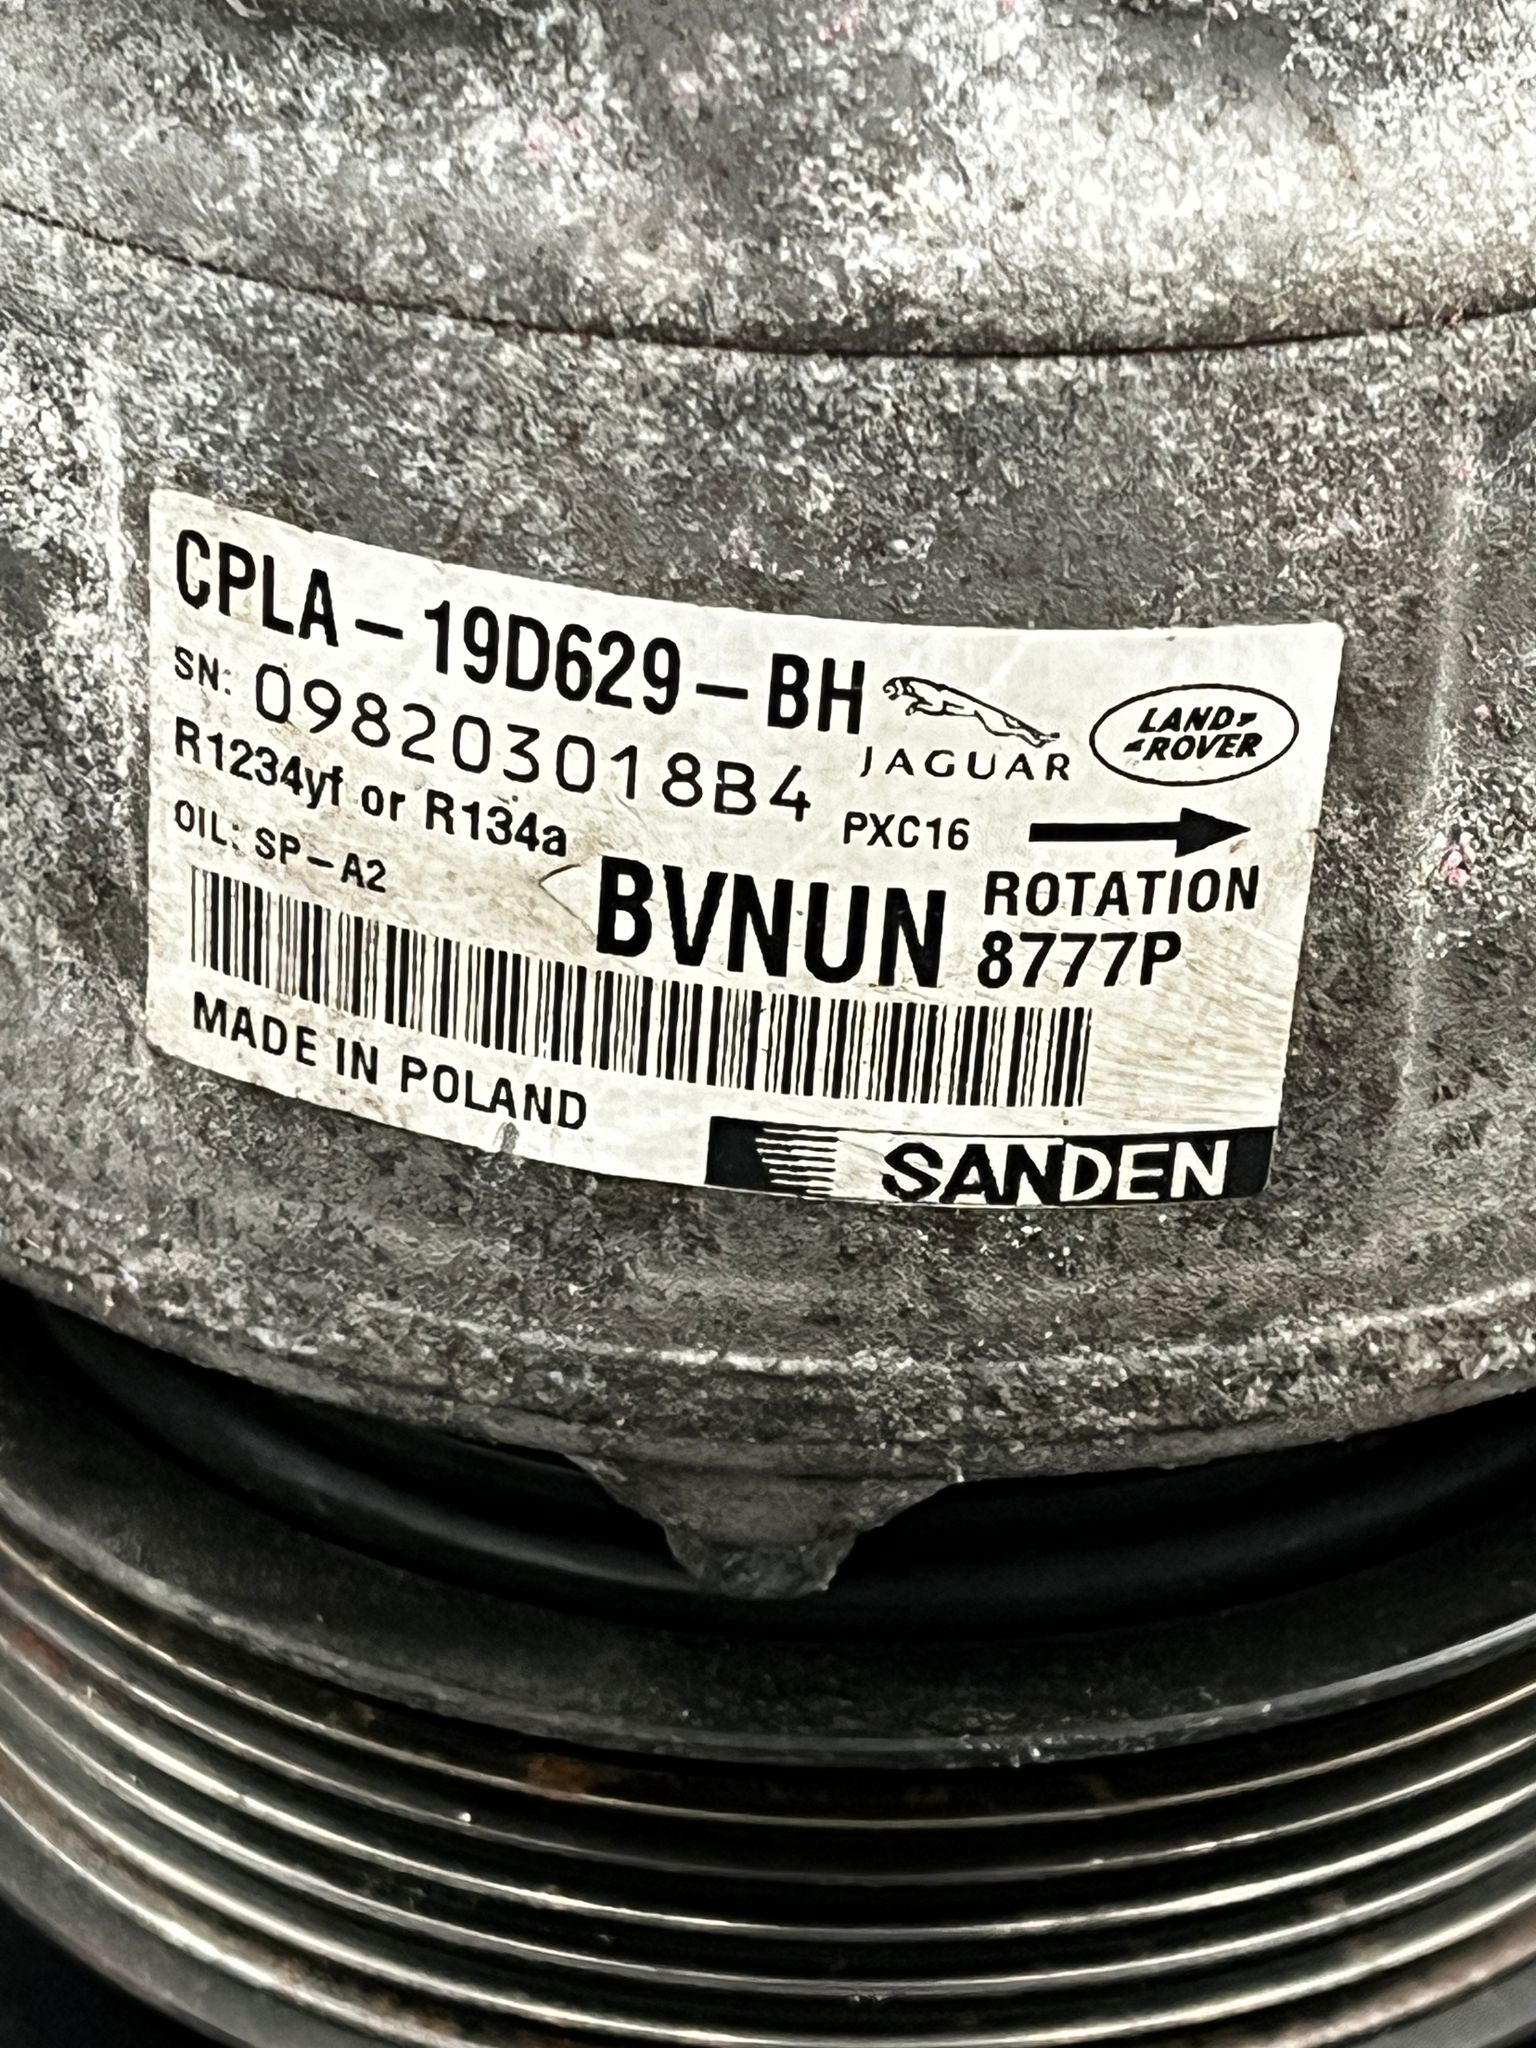 CPLA-19D629-BH
SN: 098203018B4
JAGUAR
LAND ROVER
R1234yf or R134a
PXC16
OIL: SP-A2
BVNUN
ROTATION
8777P
MADE IN POLAND
SANDEN